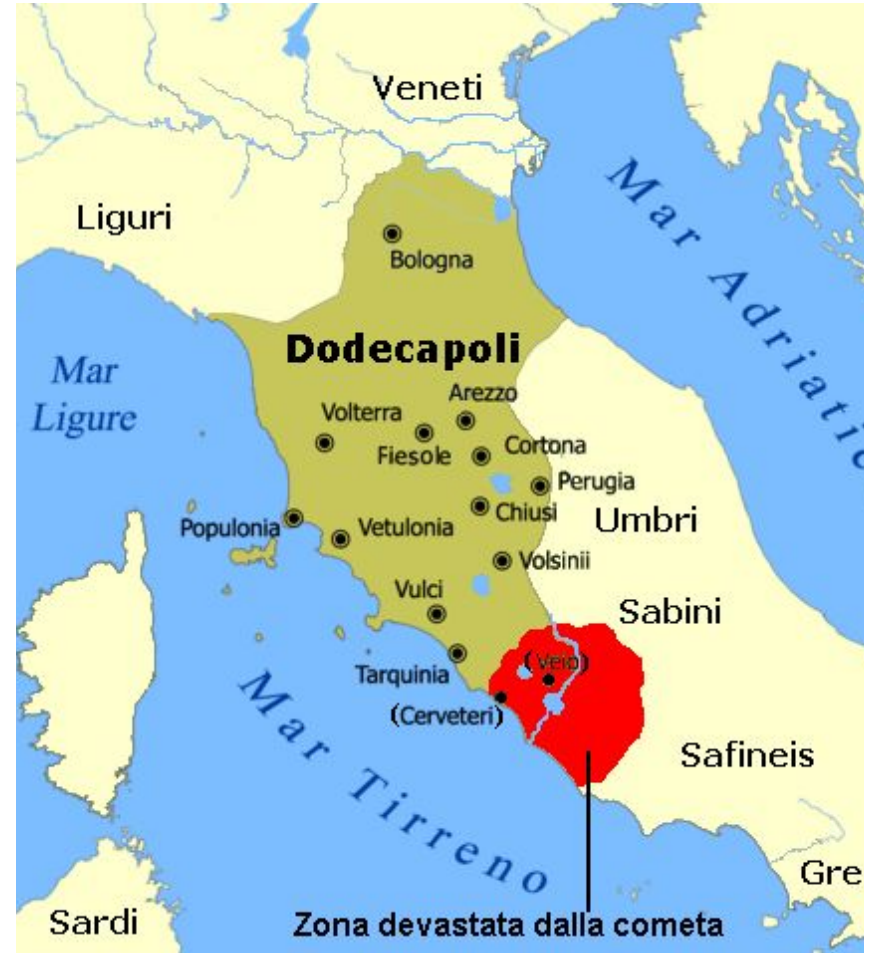 Veneti
Liguri
Bologna
Mar Adriatic
Dodecapoli
Mar
Ligure
Arezzo
Volterra
Fiesole
Cortona
Perugia
Chiusi
Populonia
Vetulonia
Umbri
Volsinii
Vulci
Sabini
(Veio)
Tarquinia
(Cerveteri)
Mar Tirreno
Safineis
Gre
Sardi
Zona devastata dalla cometa